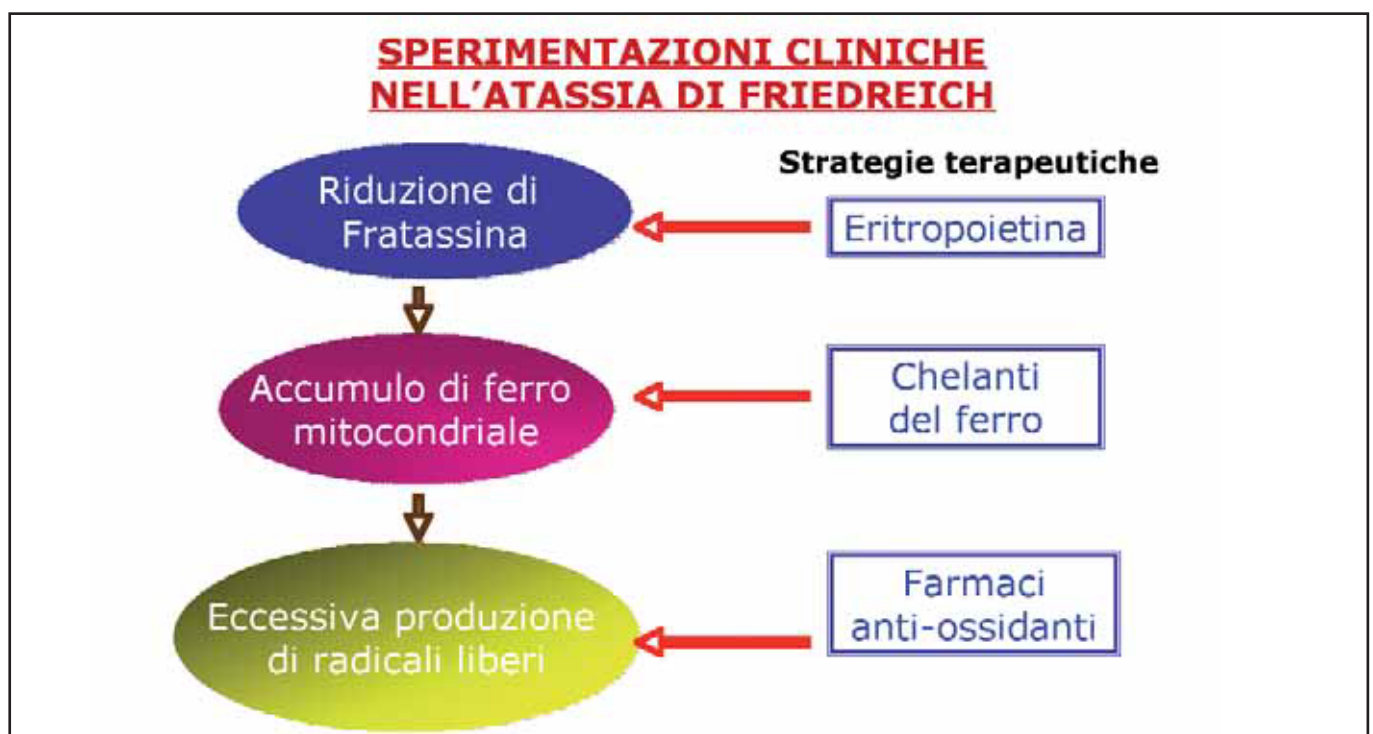 SPERIMENTAZIONI CLINICHE
NELL'ATASSIA DI FRIEDREICH
Strategie terapeutiche
Riduzione di
Fratassina
Eritropoietina
Accumulo di ferro
mitocondriale
Chelanti
del ferro
Eccessiva produzione
di radicali liberi
Farmaci
anti-ossidanti